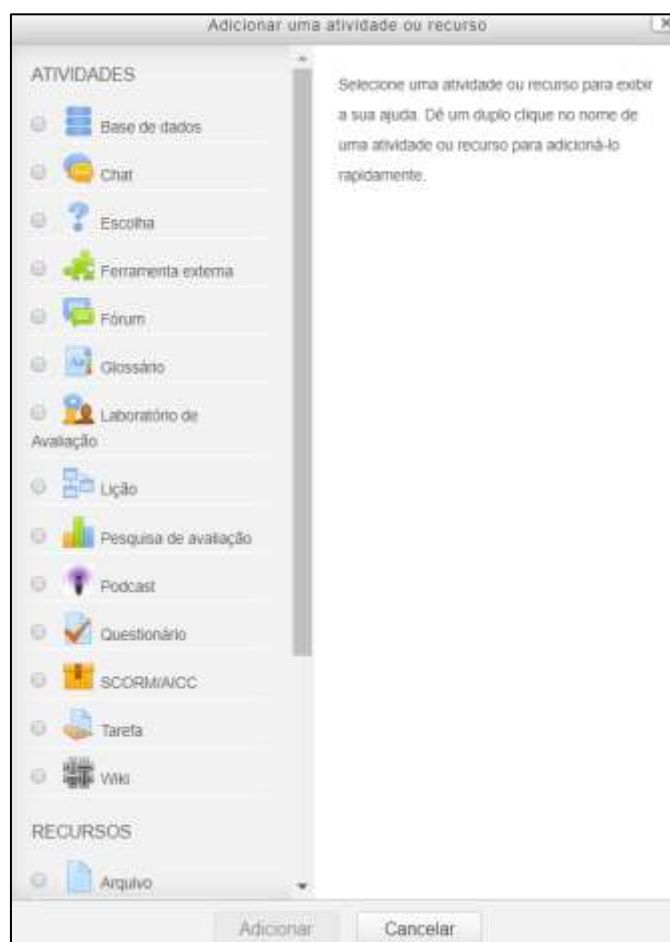 Adicionar uma atividade ou recurso
ATIVIDADES
Base de dados
Chat
Escolha
Ferramenta externa
Fórum
Glossário
Laboratório de
Avaliação
Lição
Pesquisa de avaliação
Podcast
Questionário
SCORM/AICC
Tarefa
Wiki
RECURSOS
Arquivo
Selecione uma atividade ou recurso para exibir
a sua ajuda. Dê um duplo clique no nome de
uma atividade ou recurso para adicioná-lo
rapidamente.
Adicionar
Cancelar